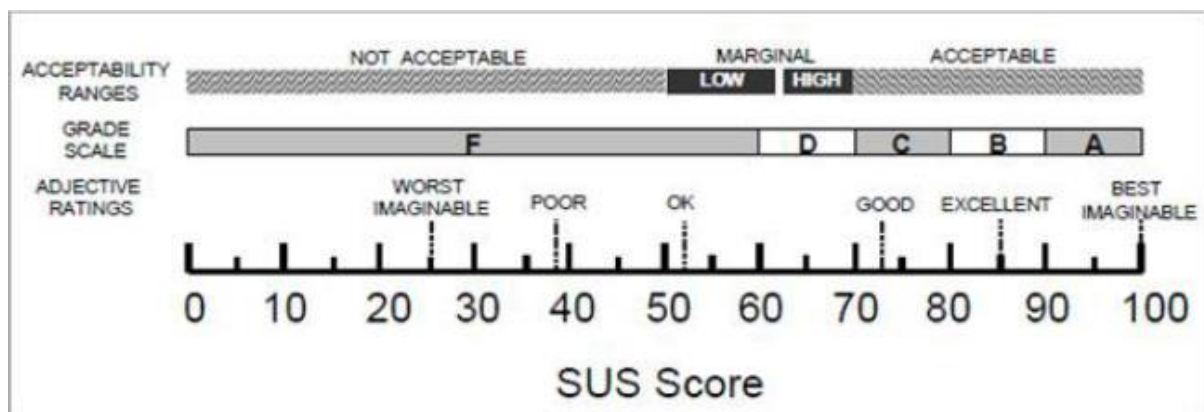 NOT ACCEPTABLE MARGINAL ACCEPTABLE
ACCEPTABILITY RANGES
LOW HIGH
GRADE SCALE
F D C B A
ADJECTIVE RATINGS
WORST IMAGINABLE
POOR
OK
GOOD
EXCELLENT
BEST IMAGINABLE
0 10 20 30 40 50 60 70 80 90 100
SUS Score